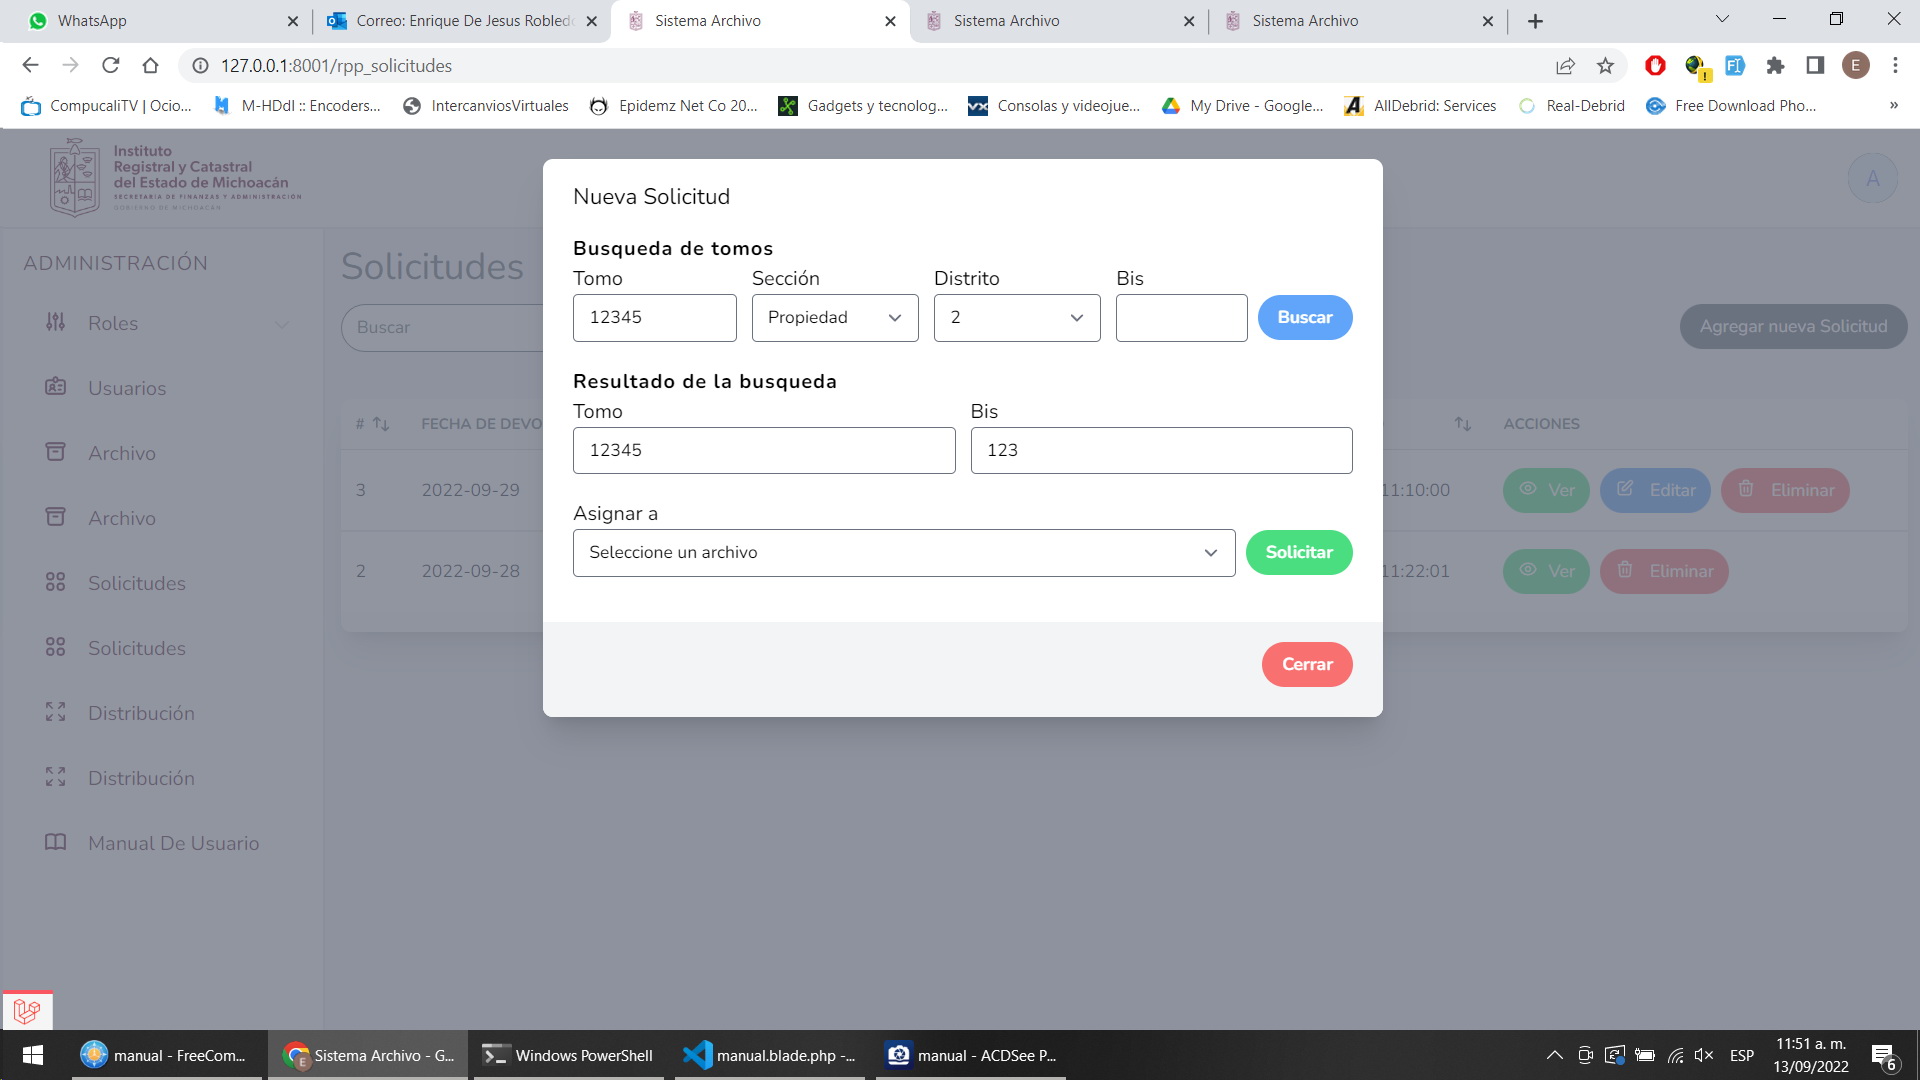 WhatsApp
Correo: Enrique De Jesus Robledo
Sistema Archivo
Sistema Archivo
Sistema Archivo
127.0.0.1:8001/rpp_solicitudes
E
CompucaliTV | Ocio...
M-HDdl :: Encoders...
IntercanviosVirtuales
Epidemz Net Co 20...
Gadgets y tecnolog...
Consolas y videojue...
My Drive - Google...
AllDebrid: Services
Real-Debrid
Free Download Pho...
»
Instituto
Registral y Catastral
del Estado de Michoacán
SECRETARÍA DE FINANZAS Y ADMINISTRACIÓN
GOBIERNO DE MICHOACÁN
A
ADMINISTRACIÓN
Roles
Usuarios
Archivo
Archivo
Solicitudes
Solicitudes
Distribución
Distribución
Manual De Usuario
Solicitudes
Buscar
Agregar nueva Solicitud
# FECHA DE DEVO ACCIONES
3 2022-09-29 11:10:00 Ver Editar Eliminar
2 2022-09-28 11:22:01 Ver Eliminar
Nueva Solicitud
Busqueda de tomos
Tomo Sección Distrito Bis
12345 Propiedad 2 Buscar
Resultado de la busqueda
Tomo Bis
12345 123
Asignar a
Seleccione un archivo Solicitar
Cerrar
manual - FreeCom...
Sistema Archivo - G...
Windows PowerShell
manual.blade.php -...
manual - ACDSee P...
ESP
11:51 a. m.
13/09/2022
6